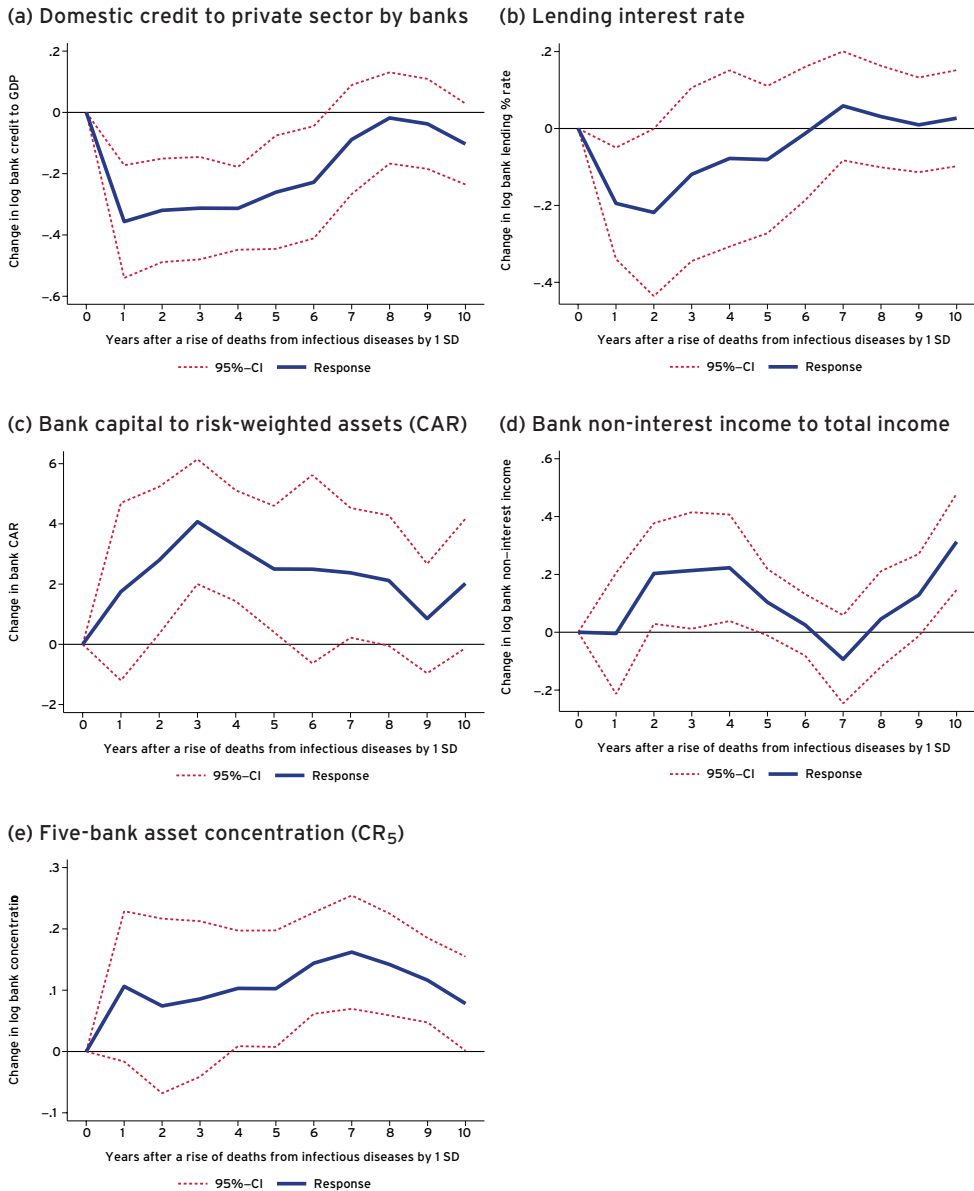 (a) Domestic credit to private sector by banks
Change in log bank credit to GDP
.2
0
–.2
–.4
–.6
0 1 2 3 4 5 6 7 8 9 10
Years after a rise of deaths from infectious diseases by 1 SD
95%–CI Response
(b) Lending interest rate
Change in log bank lending % rate
.2
0
–.2
–.4
0 1 2 3 4 5 6 7 8 9 10
Years after a rise of deaths from infectious diseases by 1 SD
95%–CI Response
(c) Bank capital to risk-weighted assets (CAR)
Change in bank CAR
6
4
2
0
–2
0 1 2 3 4 5 6 7 8 9 10
Years after a rise of deaths from infectious diseases by 1 SD
95%–CI Response
(d) Bank non-interest income to total income
Change in log bank non–interest income
.6
.4
.2
0
–.2
0 1 2 3 4 5 6 7 8 9 10
Years after a rise of deaths from infectious diseases by 1 SD
95%–CI Response
(e) Five-bank asset concentration (CR5)
Change in log bank concentratio
.3
.2
.1
0
–.1
0 1 2 3 4 5 6 7 8 9 10
Years after a rise of deaths from infectious diseases by 1 SD
95%–CI Response